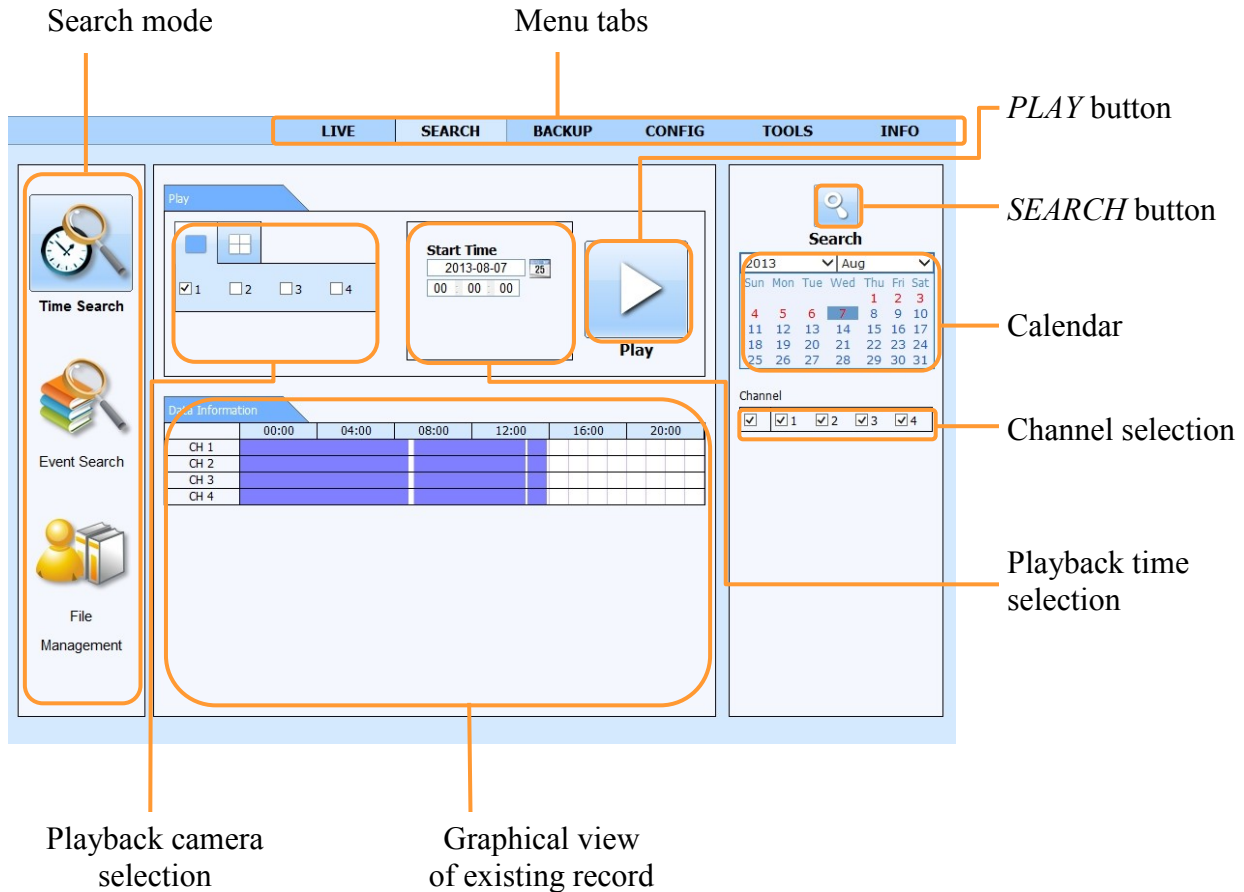 Search mode
Menu tabs
PLAY button
LIVE SEARCH BACKUP CONFIG TOOLS INFO
Time Search
Event Search
File
Management
Play
1 2 3 4
Start Time
2013-08-07 25
00 : 00 : 00
Play
Data Information
00:00 04:00 08:00 12:00 16:00 20:00
CH 1
CH 2
CH 3
CH 4
Search
2013 Aug
Sun Mon Tue Wed Thu Fri Sat
1 2 3
4 5 6 7 8 9 10
11 12 13 14 15 16 17
18 19 20 21 22 23 24
25 26 27 28 29 30 31
Channel
1 2 3 4
SEARCH button
Calendar
Channel selection
Playback time
selection
Playback camera
selection
Graphical view
of existing record